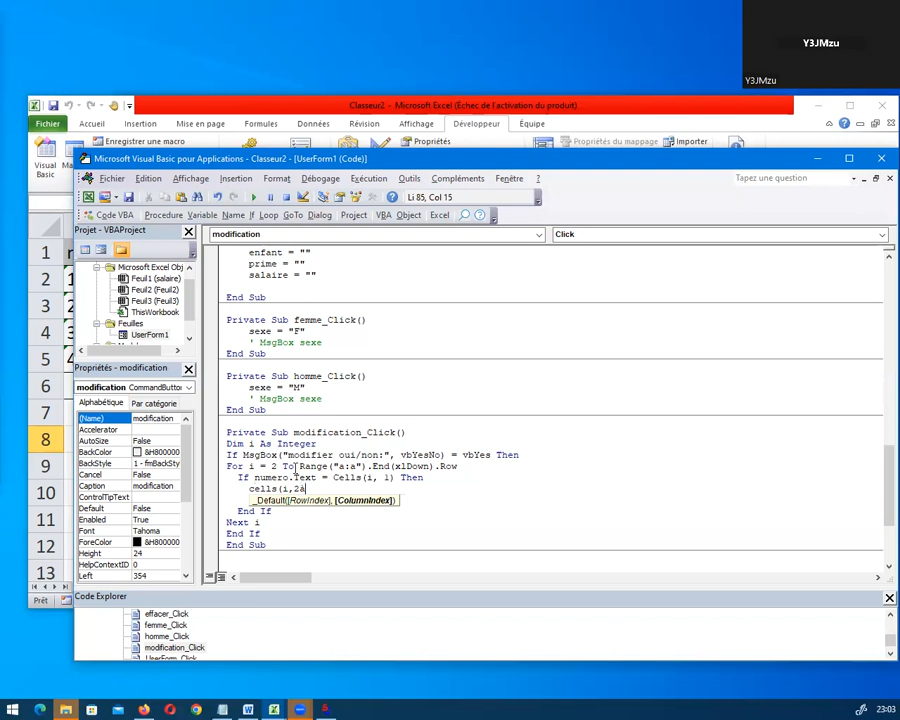 Y3JMzu
Y3JMzu
Classeur2 - Microsoft Excel (Échec de l'activation du produit)
Fichier Accueil Insertion Mise en page Formules Données Révision Affichage Développeur Équipe
Visual
Basic
Enregistrer une macro
Propriétés du mappage
Importer
Microsoft Visual Basic pour Applications - Classeur2 - [UserForm1 (Code)]
Fichier Edition Affichage Insertion Format Débogage Exécution Outils Compléments Fenêtre
Tapez une question
Li 85, Col 15
Code VBA Procedure Variable Name If Loop GoTo Dialog Project VBA Object Excel
Projet - VBAProject
Microsoft Excel Obj
Feuil1 (salaire)
Feuil2 (Feuil2)
Feuil3 (Feuil3)
ThisWorkbook
Feuilles
UserForm1
Propriétés - modification
modification CommandButto
Alphabétique Par catégorie
(Name) modification
Accelerator
AutoSize False
BackColor &H800000
BackStyle 1 - fmBackStyle
Cancel False
Caption modification
ControlTipText
Default False
Enabled True
Font Tahoma
ForeColor &H800000
Height 24
HelpContextID 0
Left 354
modification
Click
enfant = ""
prime = ""
salaire = ""
End Sub
Private Sub femme_Click()
sexe = "F"
' MsgBox sexe
End Sub
Private Sub homme_Click()
sexe = "M"
' MsgBox sexe
End Sub
Private Sub modification_Click()
Dim i As Integer
If MsgBox("modifier oui/non:", vbYesNo) = vbYes Then
For i = 2 To Range("a:a").End(xlDown).Row
If numero.Text = Cells(i, 1) Then
cells(i,2à
_Default([RowIndex], [ColumnIndex])
End If
Next i
End If
End Sub
Code Explorer
effacer_Click
femme_Click
homme_Click
modification_Click
UserForm_Click
1
2
3
4
5
6
7
8
9
10
11
12
13
Prêt
23:03